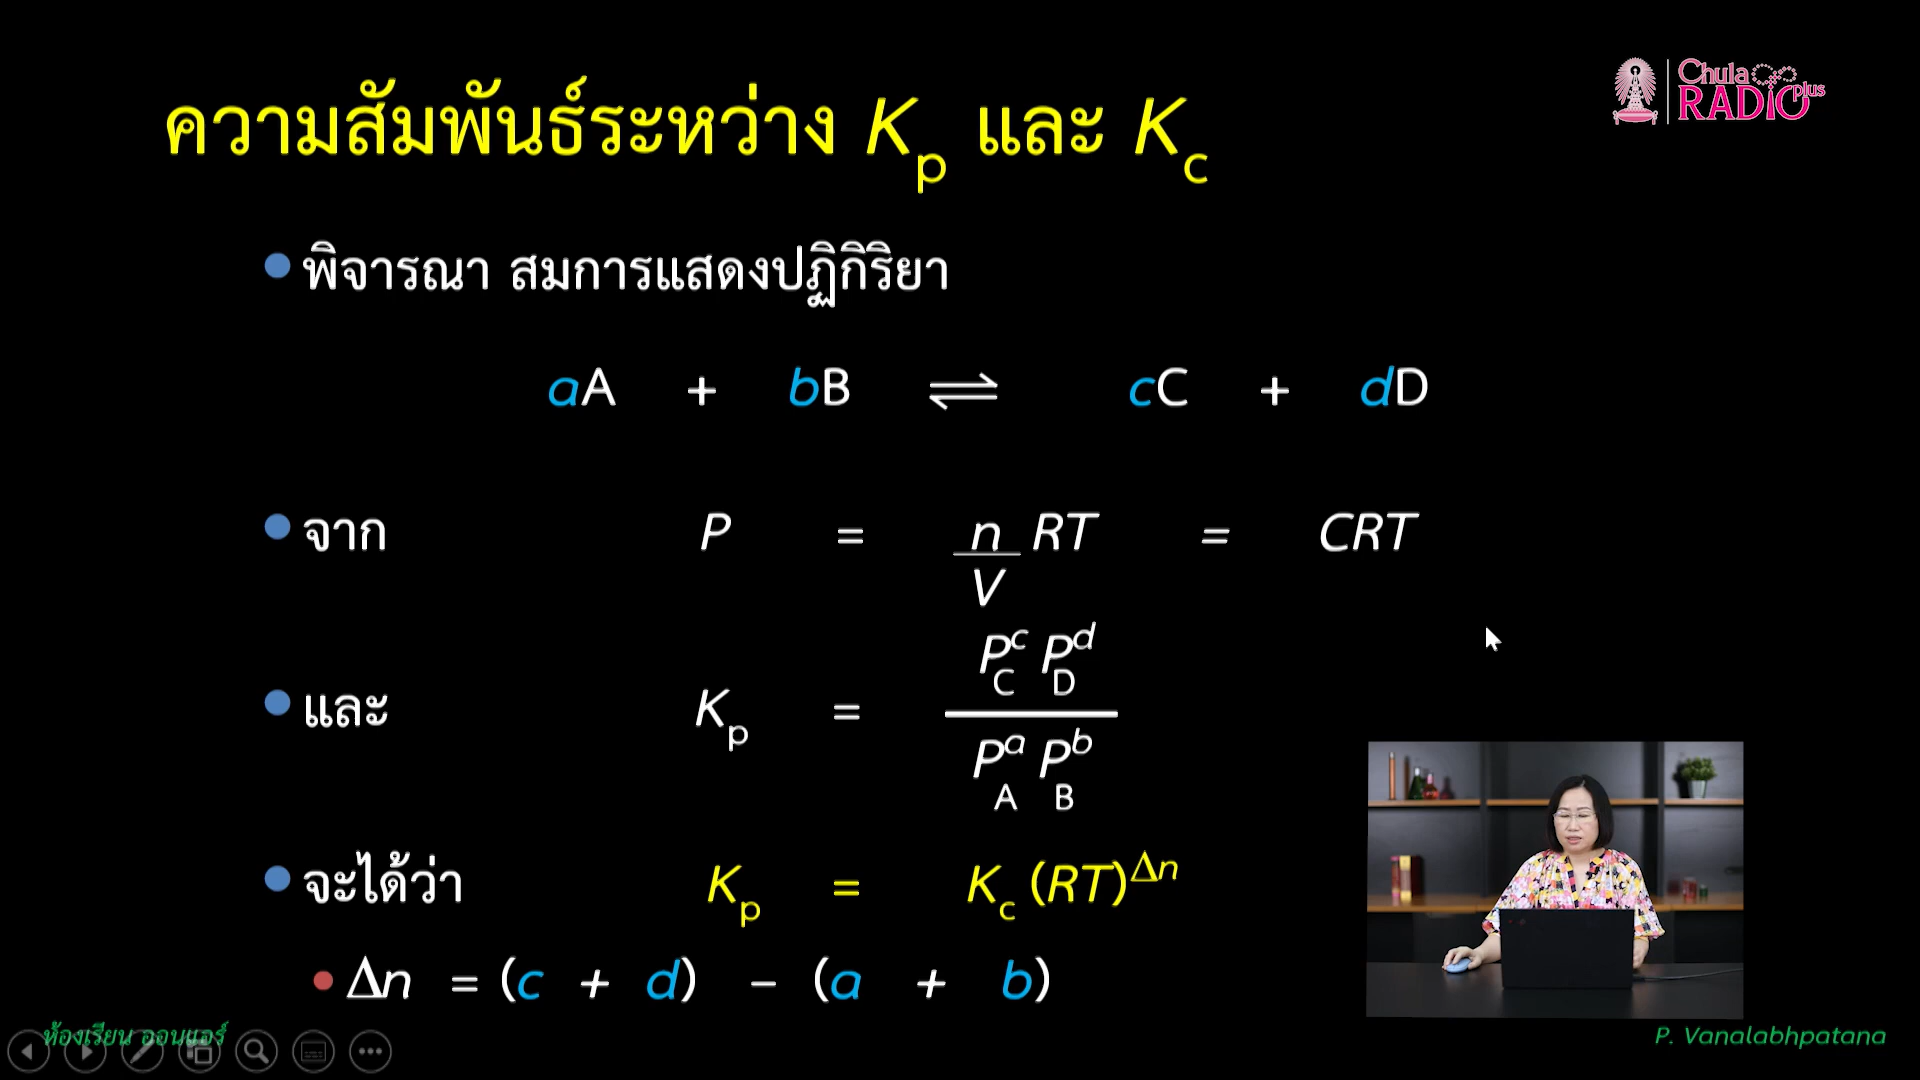 ความสัมพันธ์ระหว่าง Kp และ Kc
Chula
RADIO plus
พิจารณา สมการแสดงปฏิกิริยา
aA + bB ⇌ cC + dD
จาก P = n/V RT = CRT
และ Kp = P_C^c P_D^d / P_A^a P_B^b
จะได้ว่า Kp = Kc (RT)^Δn
Δn = (c + d) – (a + b)
ห้องเรียน ออนแอร์
P. Vanalabhpatana